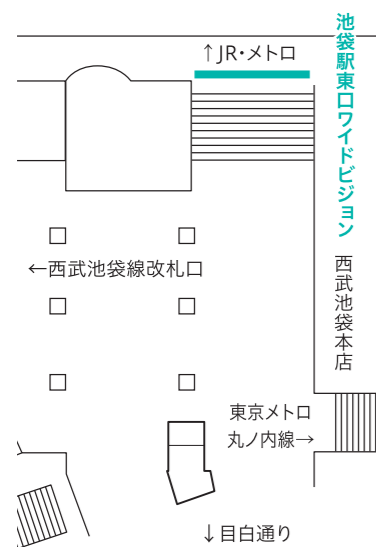 ↑JR・メトロ
池袋駅東口ワイドビジョン
西武池袋本店
←西武池袋線改札口
東京メトロ
丸ノ内線→
↓目白通り